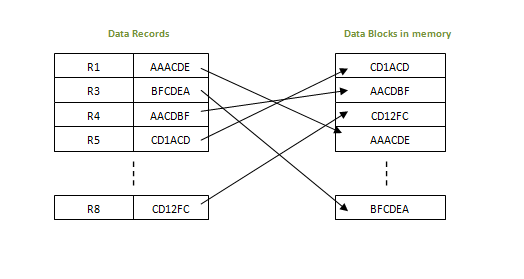 Data Records Data Blocks in memory
R1 AAACDE CD1ACD
R3 BFCDEA AACDBF
R4 AACDBF CD12FC
R5 CD1ACD AAACDE
R8 CD12FC BFCDEA